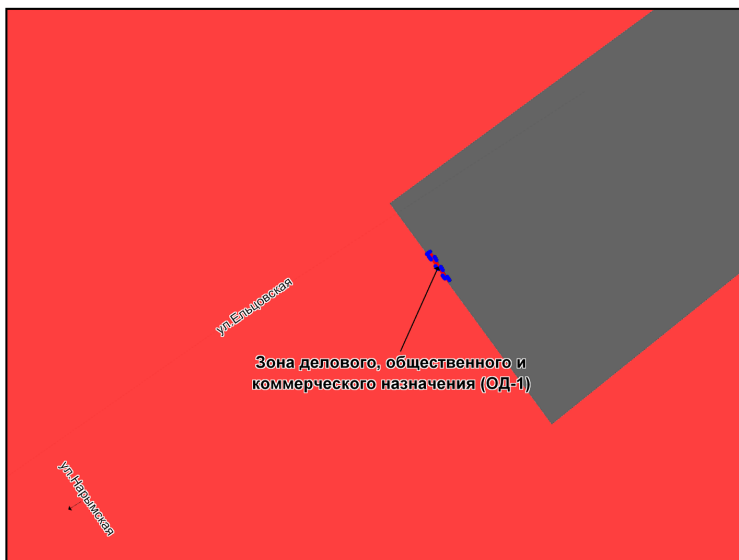 ул.Ельцовская
Зона делового, общественного и
коммерческого назначения (ОД-1)
ул.Нарымская